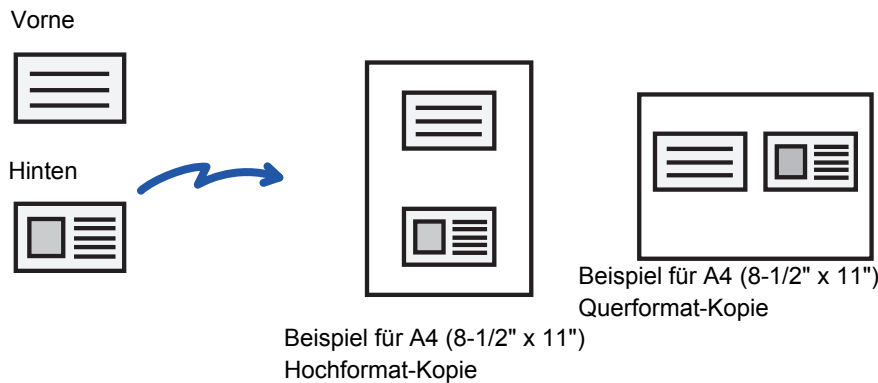 Vorne
Hinten
Beispiel für A4 (8-1/2" x 11")
Hochformat-Kopie
Beispiel für A4 (8-1/2" x 11")
Querformat-Kopie